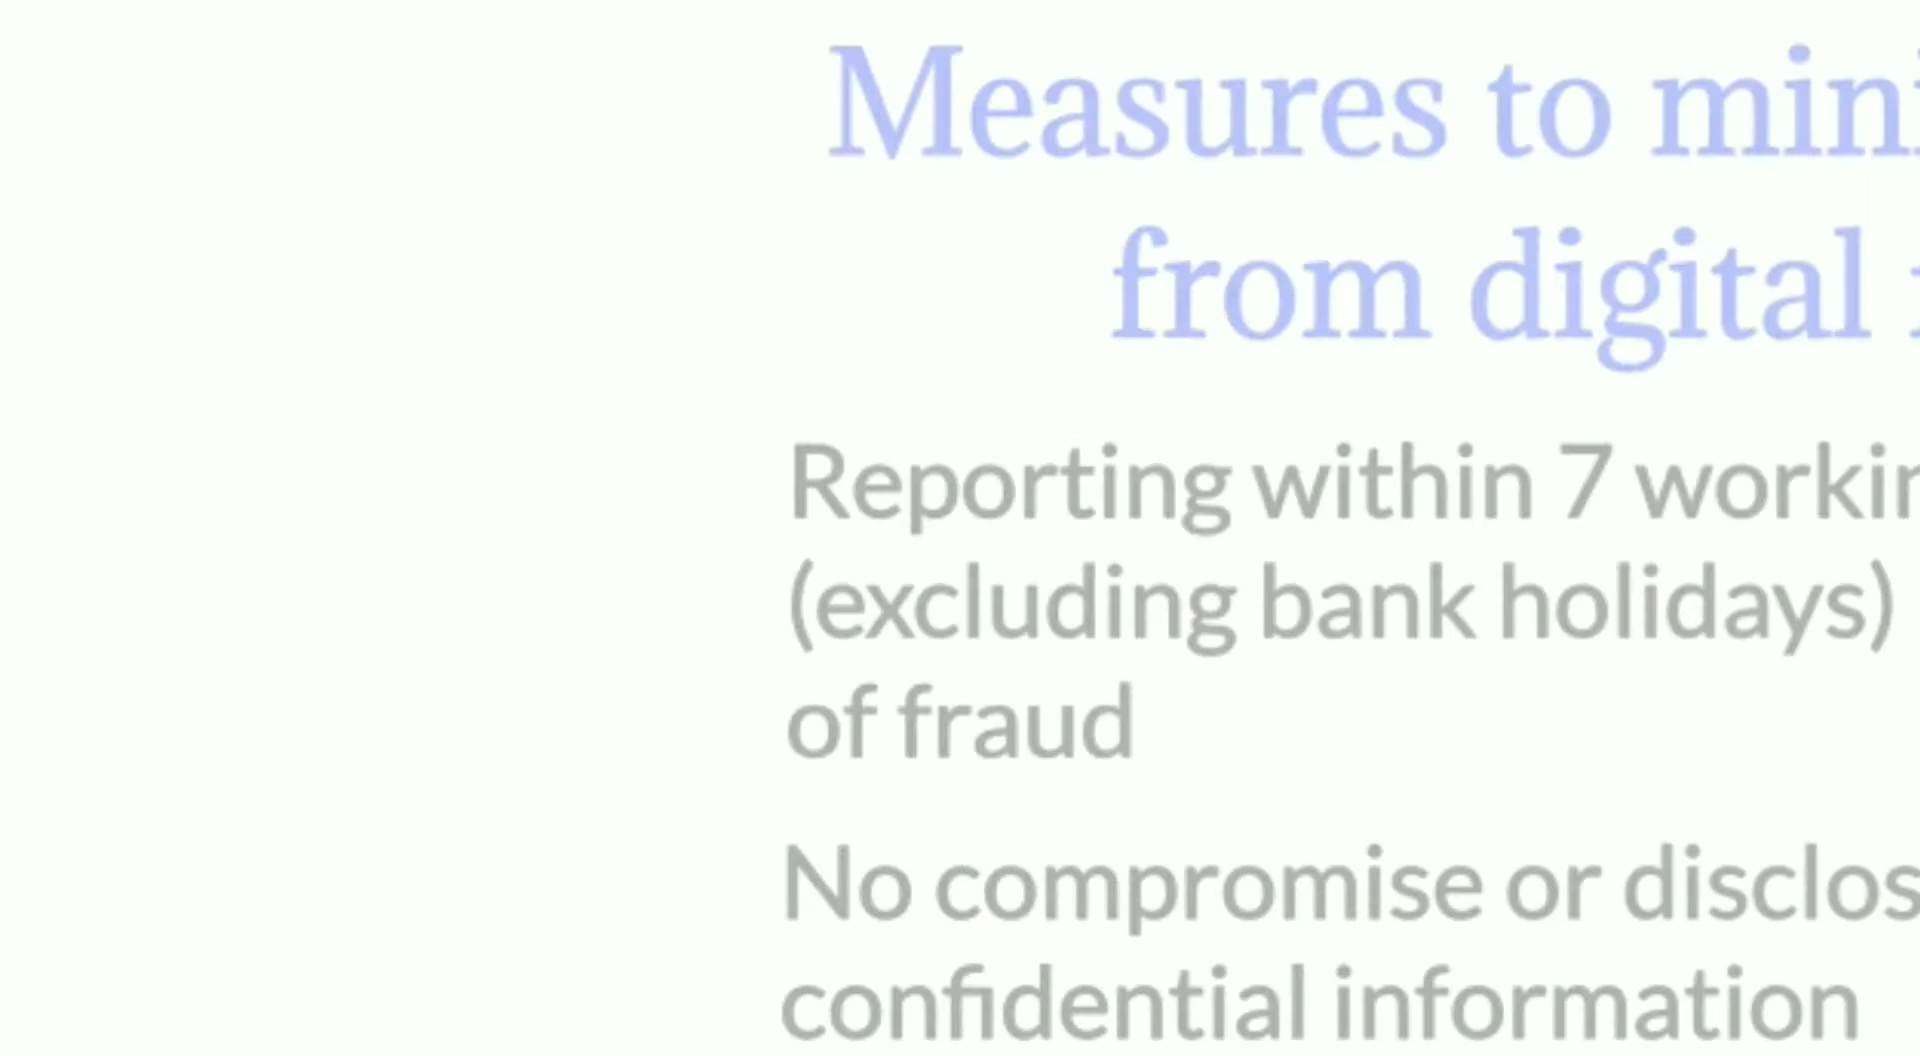 Measures to mini
from digital
Reporting within 7 workin
(excluding bank holidays)
of fraud
No compromise or disclos
confidential information